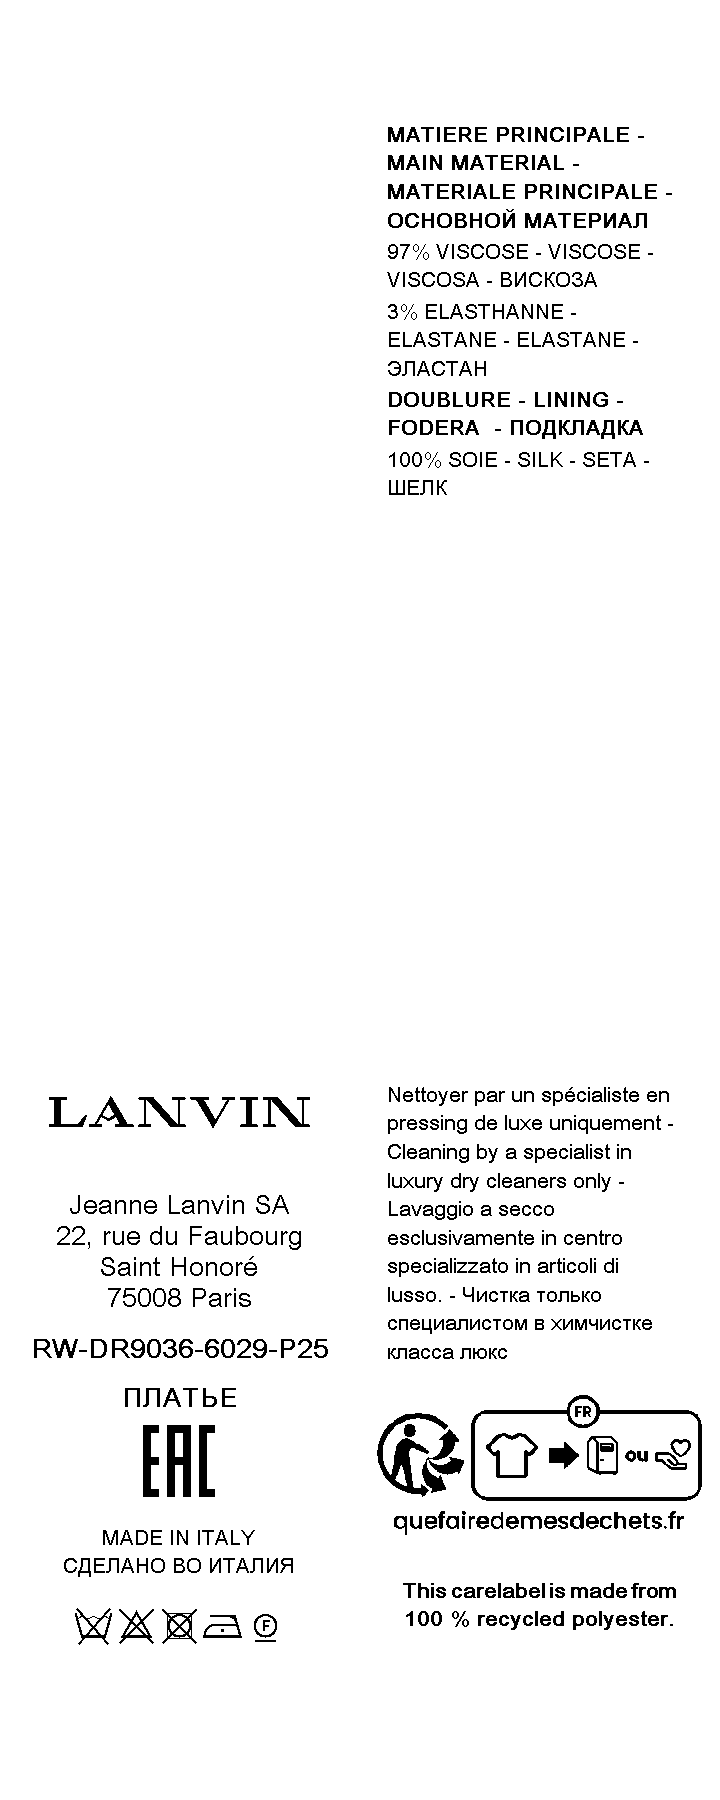 MATIERE PRINCIPALE -
MAIN MATERIAL -
MATERIALE PRINCIPALE -
ОСНОВНОЙ МАТЕРИАЛ
97% VISCOSE - VISCOSE -
VISCOSA - ВИСКОЗА
3% ELASTHANNE -
ELASTANE - ELASTANE -
ЭЛАСТАН
DOUBLURE - LINING -
FODERA - ПОДКЛАДКА
100% SOIE - SILK - SETA -
ШЕЛК
LANVIN
Jeanne Lanvin SA
22, rue du Faubourg
Saint Honoré
75008 Paris
RW-DR9036-6029-P25
ПЛАТЬЕ
EAC
MADE IN ITALY
СДЕЛАНО ВО ИТАЛИЯ
F
Nettoyer par un spécialiste en
pressing de luxe uniquement -
Cleaning by a specialist in
luxury dry cleaners only -
Lavaggio a secco
esclusivamente in centro
specializzato in articoli di
lusso. - Чистка только
специалистом в химчистке
класса люкс
FR
ou
quefairedemesdechets.fr
This carelabel is made from
100 % recycled polyester.